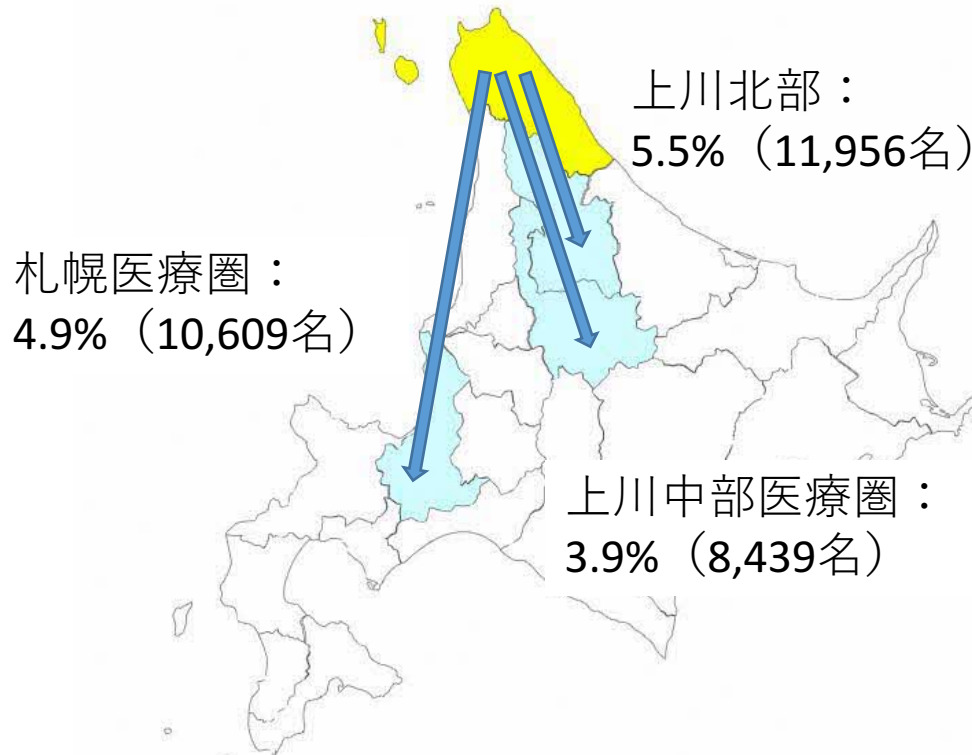 上川北部：
5.5%（11,956名）
札幌医療圏：
4.9%（10,609名）
上川中部医療圏：
3.9%（8,439名）